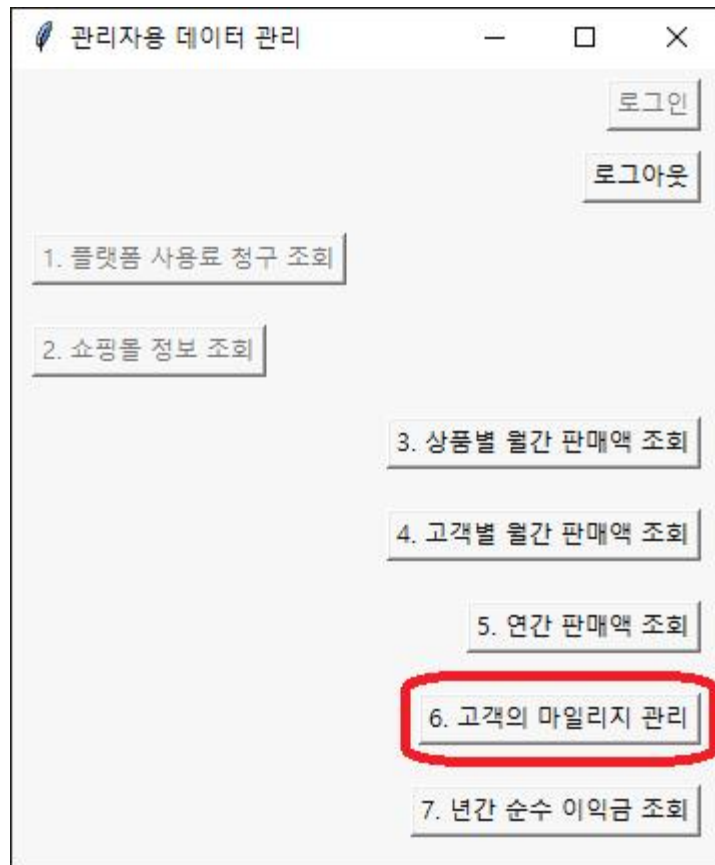 관리자용 데이터 관리
로그인
로그아웃
1. 플랫폼 사용료 청구 조회
2. 쇼핑몰 정보 조회
3. 상품별 월간 판매액 조회
4. 고객별 월간 판매액 조회
5. 연간 판매액 조회
6. 고객의 마일리지 관리
7. 년간 순수 이익금 조회